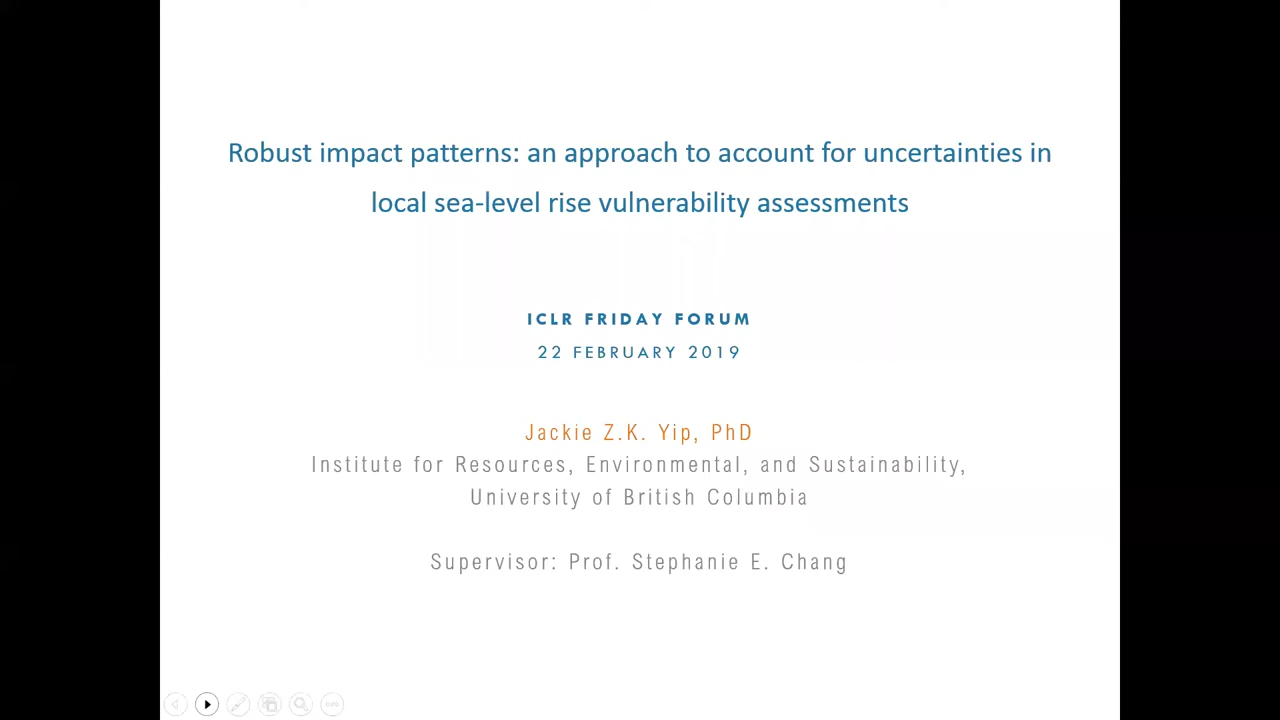 Robust impact patterns: an approach to account for uncertainties in
local sea-level rise vulnerability assessments
ICLR FRIDAY FORUM
22 FEBRUARY 2019
Jackie Z.K. Yip, PhD
Institute for Resources, Environmental, and Sustainability,
University of British Columbia
Supervisor: Prof. Stephanie E. Chang